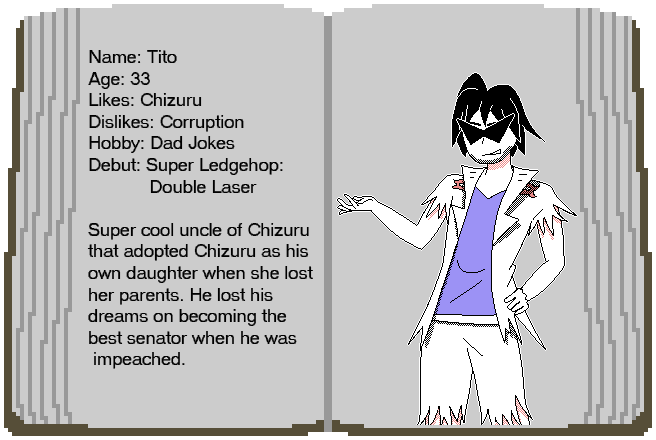 Name: Tito
Age: 33
Likes: Chizuru
Dislikes: Corruption
Hobby: Dad Jokes
Debut: Super Ledgehop:
Double Laser
Super cool uncle of Chizuru
that adopted Chizuru as his
own daughter when she lost
her parents. He lost his
dreams on becoming the
best senator when he was
impeached.